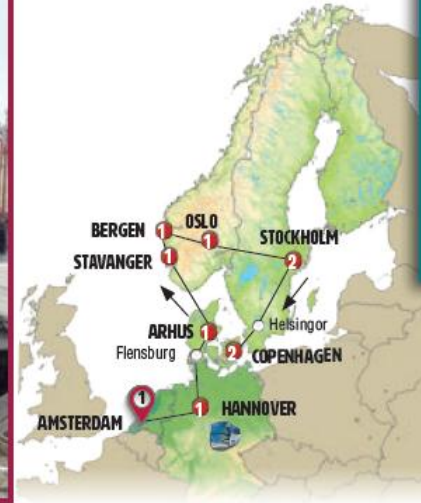 BERGEN
1
OSLO
1
STOCKHOLM
2
STAVANGER
1
ARHUS
1
Helsingor
Flensburg
2
COPENHAGEN
1
AMSTERDAM
1
HANNOVER